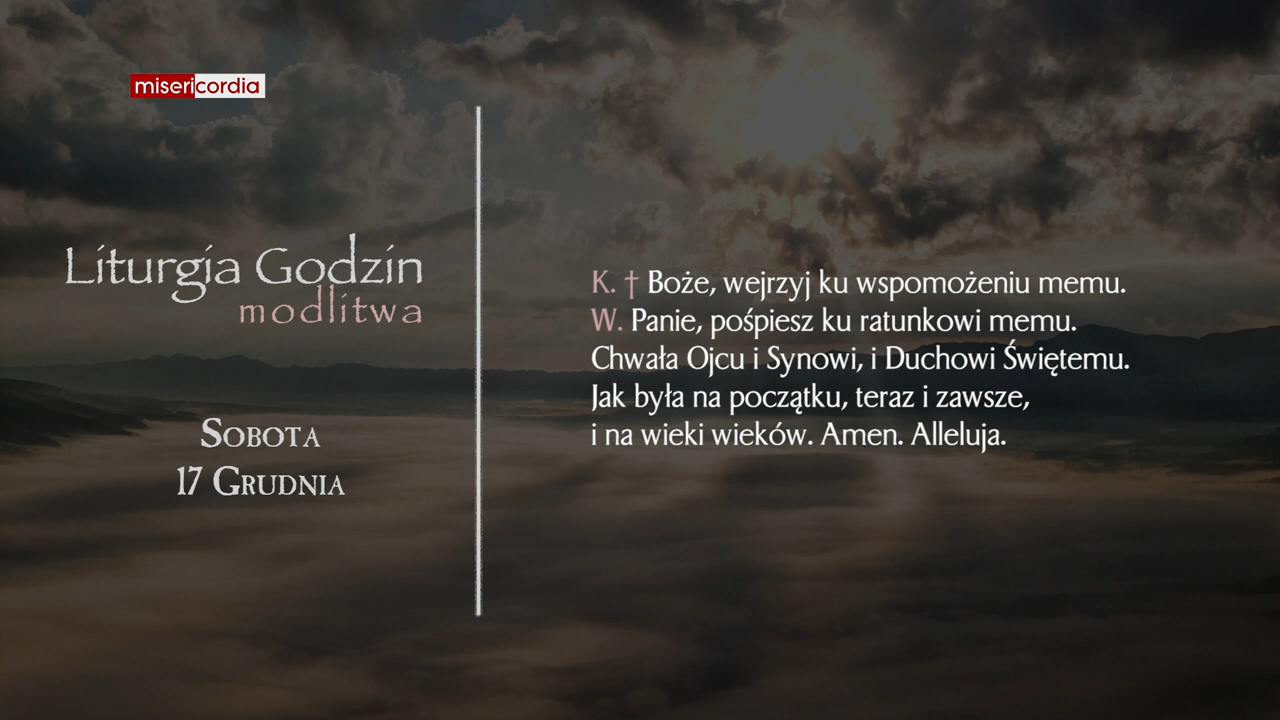 misericordia
Liturgia Godzin
modlitwa
Sobota
17 Grudnia
K. † Boże, wejrzyj ku wspomożeniu memu.
W. Panie, pośpiesz ku ratunkowi memu.
Chwała Ojcu i Synowi, i Duchowi Świętemu.
Jak była na początku, teraz i zawsze,
i na wieki wieków. Amen. Alleluja.